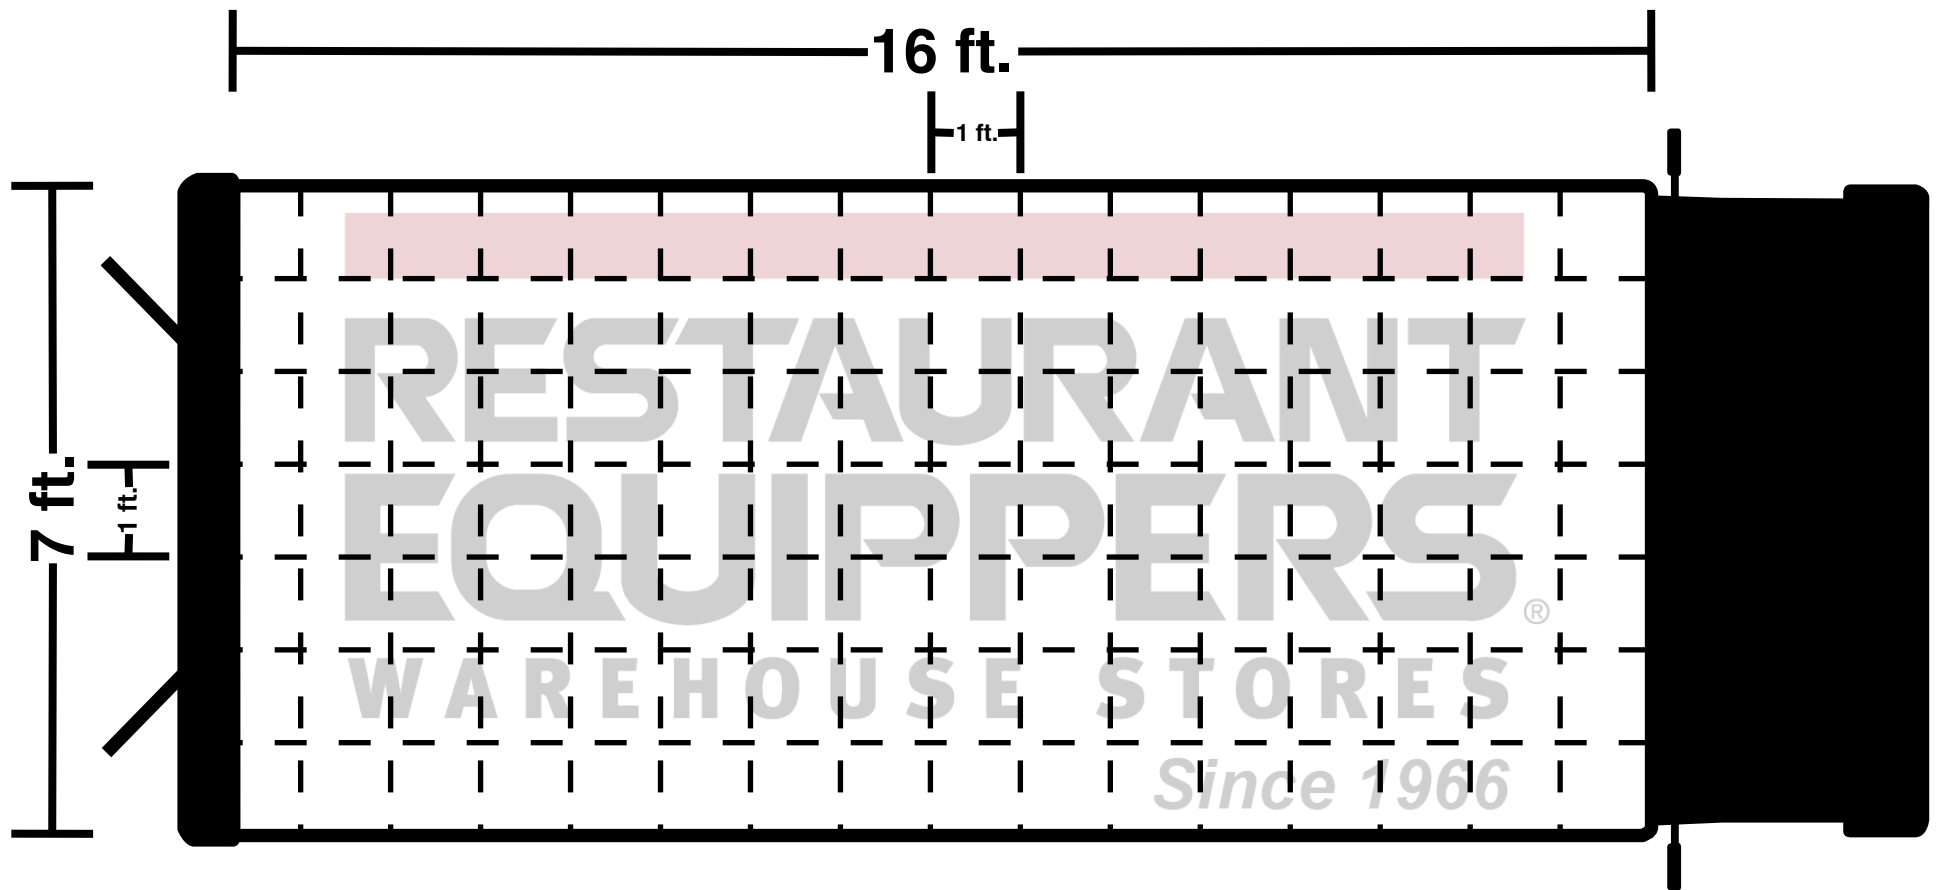 16 ft.
1 ft.
7 ft.
1 ft.
RESTAURANT
EQUIPPERS®
WAREHOUSE STORES
Since 1966